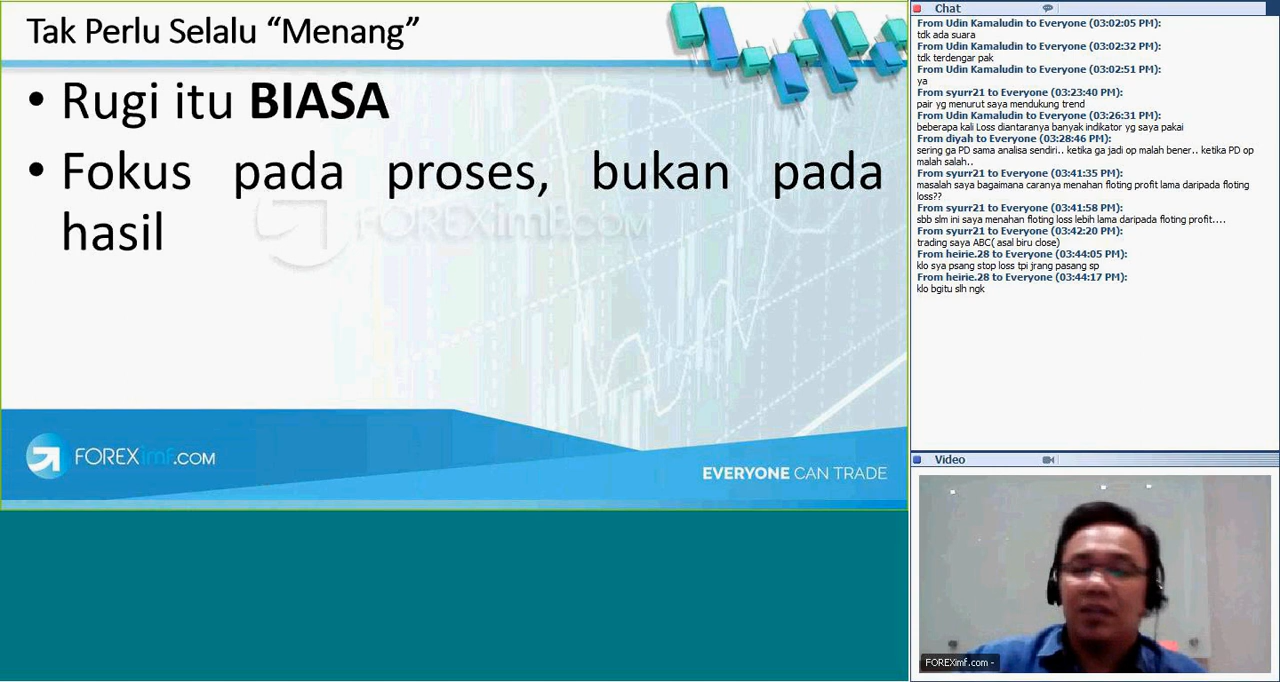 Tak Perlu Selalu “Menang”
• Rugi itu BIASA
• Fokus pada proses, bukan pada
hasil
FOREXimf.com
FOREXimf.COM
EVERYONE CAN TRADE
Chat
From Udin Kamaludin to Everyone (03:02:05 PM):
tdk ada suara
From Udin Kamaludin to Everyone (03:02:32 PM):
tdk terdengar pak
From Udin Kamaludin to Everyone (03:02:51 PM):
ya
From syurr21 to Everyone (03:23:40 PM):
pair yg menurut saya mendukung trend
From Udin Kamaludin to Everyone (03:26:31 PM):
beberapa kali Loss diantaranya banyak indikator yg saya pakai
From diyah to Everyone (03:28:46 PM):
sering ga PD sama analisa sendiri.. ketika ga jadi op malah bener.. ketika PD op
malah salah..
From syurr21 to Everyone (03:41:35 PM):
masalah saya bagaimana caranya menahan floting profit lama daripada floting
loss??
From syurr21 to Everyone (03:41:58 PM):
sbb slm ini saya menahan floting loss lebih lama daripada floting profit....
From syurr21 to Everyone (03:42:20 PM):
trading saya ABC( asal biru close)
From heirie.28 to Everyone (03:44:05 PM):
klo sya psang stop loss tpi jrang pasang sp
From heirie.28 to Everyone (03:44:17 PM):
klo bgitu slh ngk
Video
FOREXimf.com -